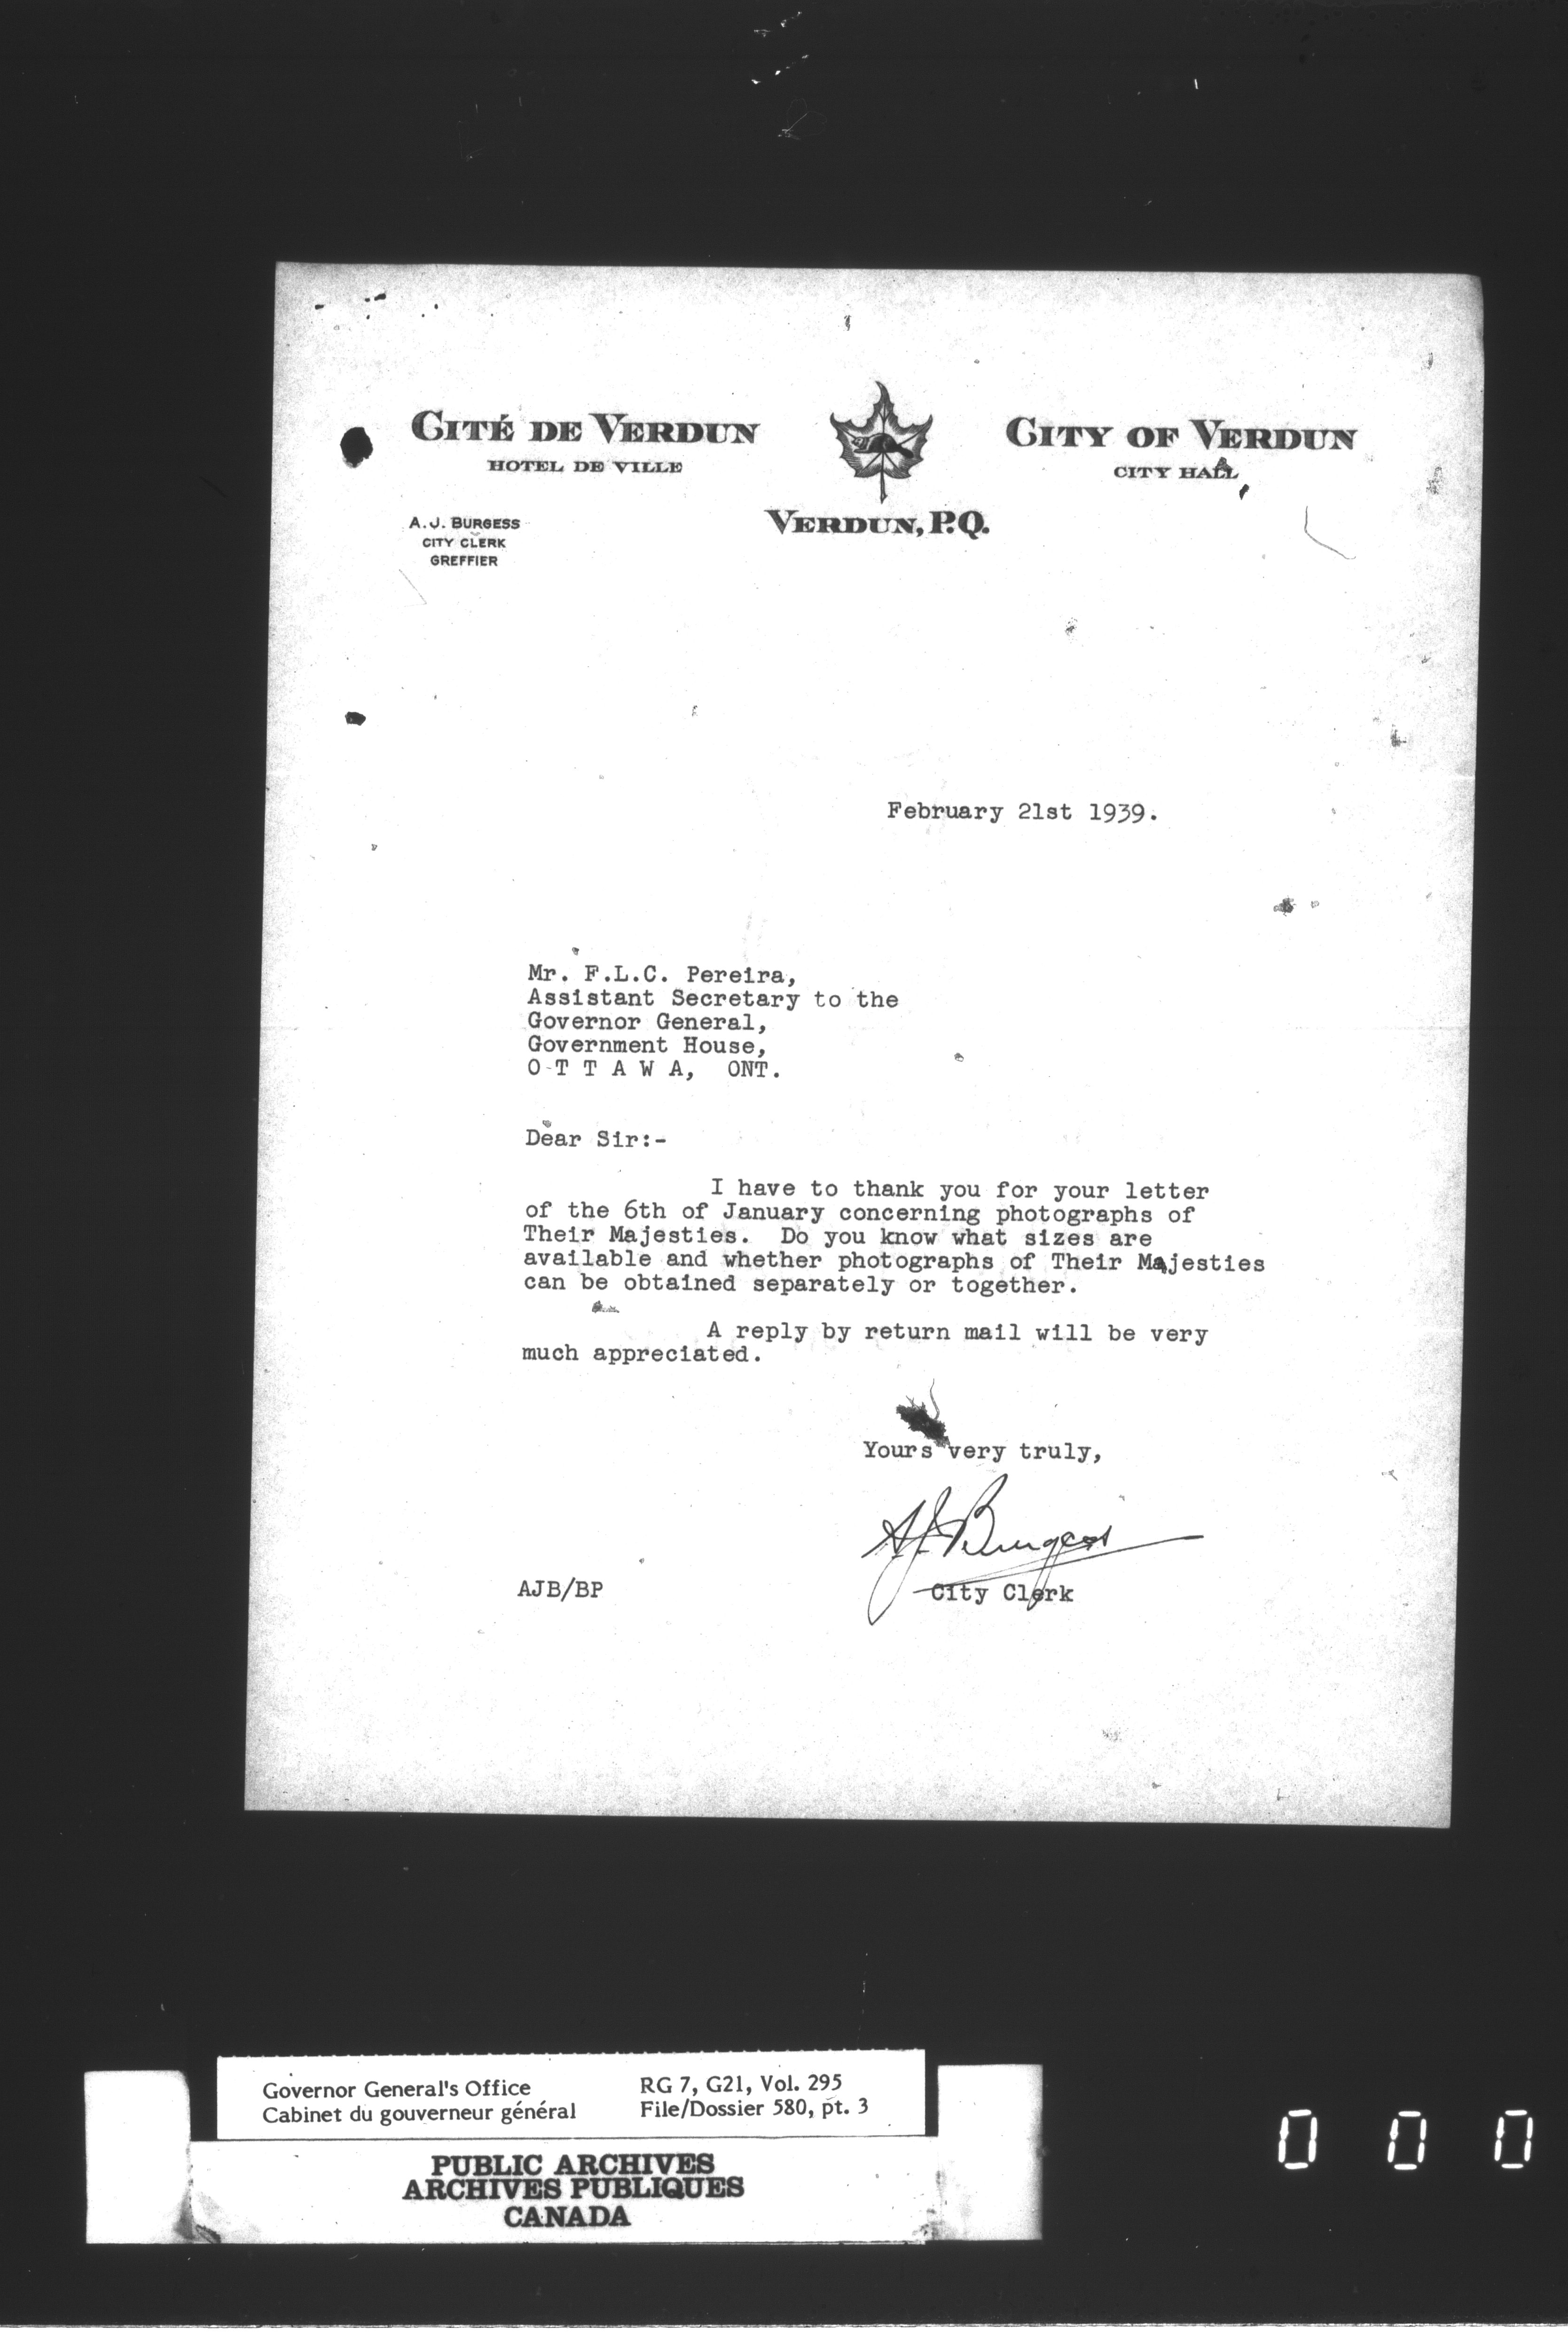 CITÉ DE VERDUN
HOTEL DE VILLE
CITY OF VERDUN
CITY HALL
VERDUN, P.Q.
A. J. BURGESS
CITY CLERK
GREFFIER
February 21st 1939.
Mr. F.L.C. Pereira,
Assistant Secretary to the
Governor General,
Government House,
O T T A W A, ONT.
Dear Sir:-
I have to thank you for your letter
of the 6th of January concerning photographs of
Their Majesties. Do you know what sizes are
available and whether photographs of Their Majesties
can be obtained separately or together.
A reply by return mail will be very
much appreciated.
Yours very truly,
A.J. Burgess
City Clerk
AJB/BP
Governor General's Office
Cabinet du gouverneur général
RG 7, G21, Vol. 295
File/Dossier 580, pt. 3
PUBLIC ARCHIVES
ARCHIVES PUBLIQUES
CANADA
0 0 0